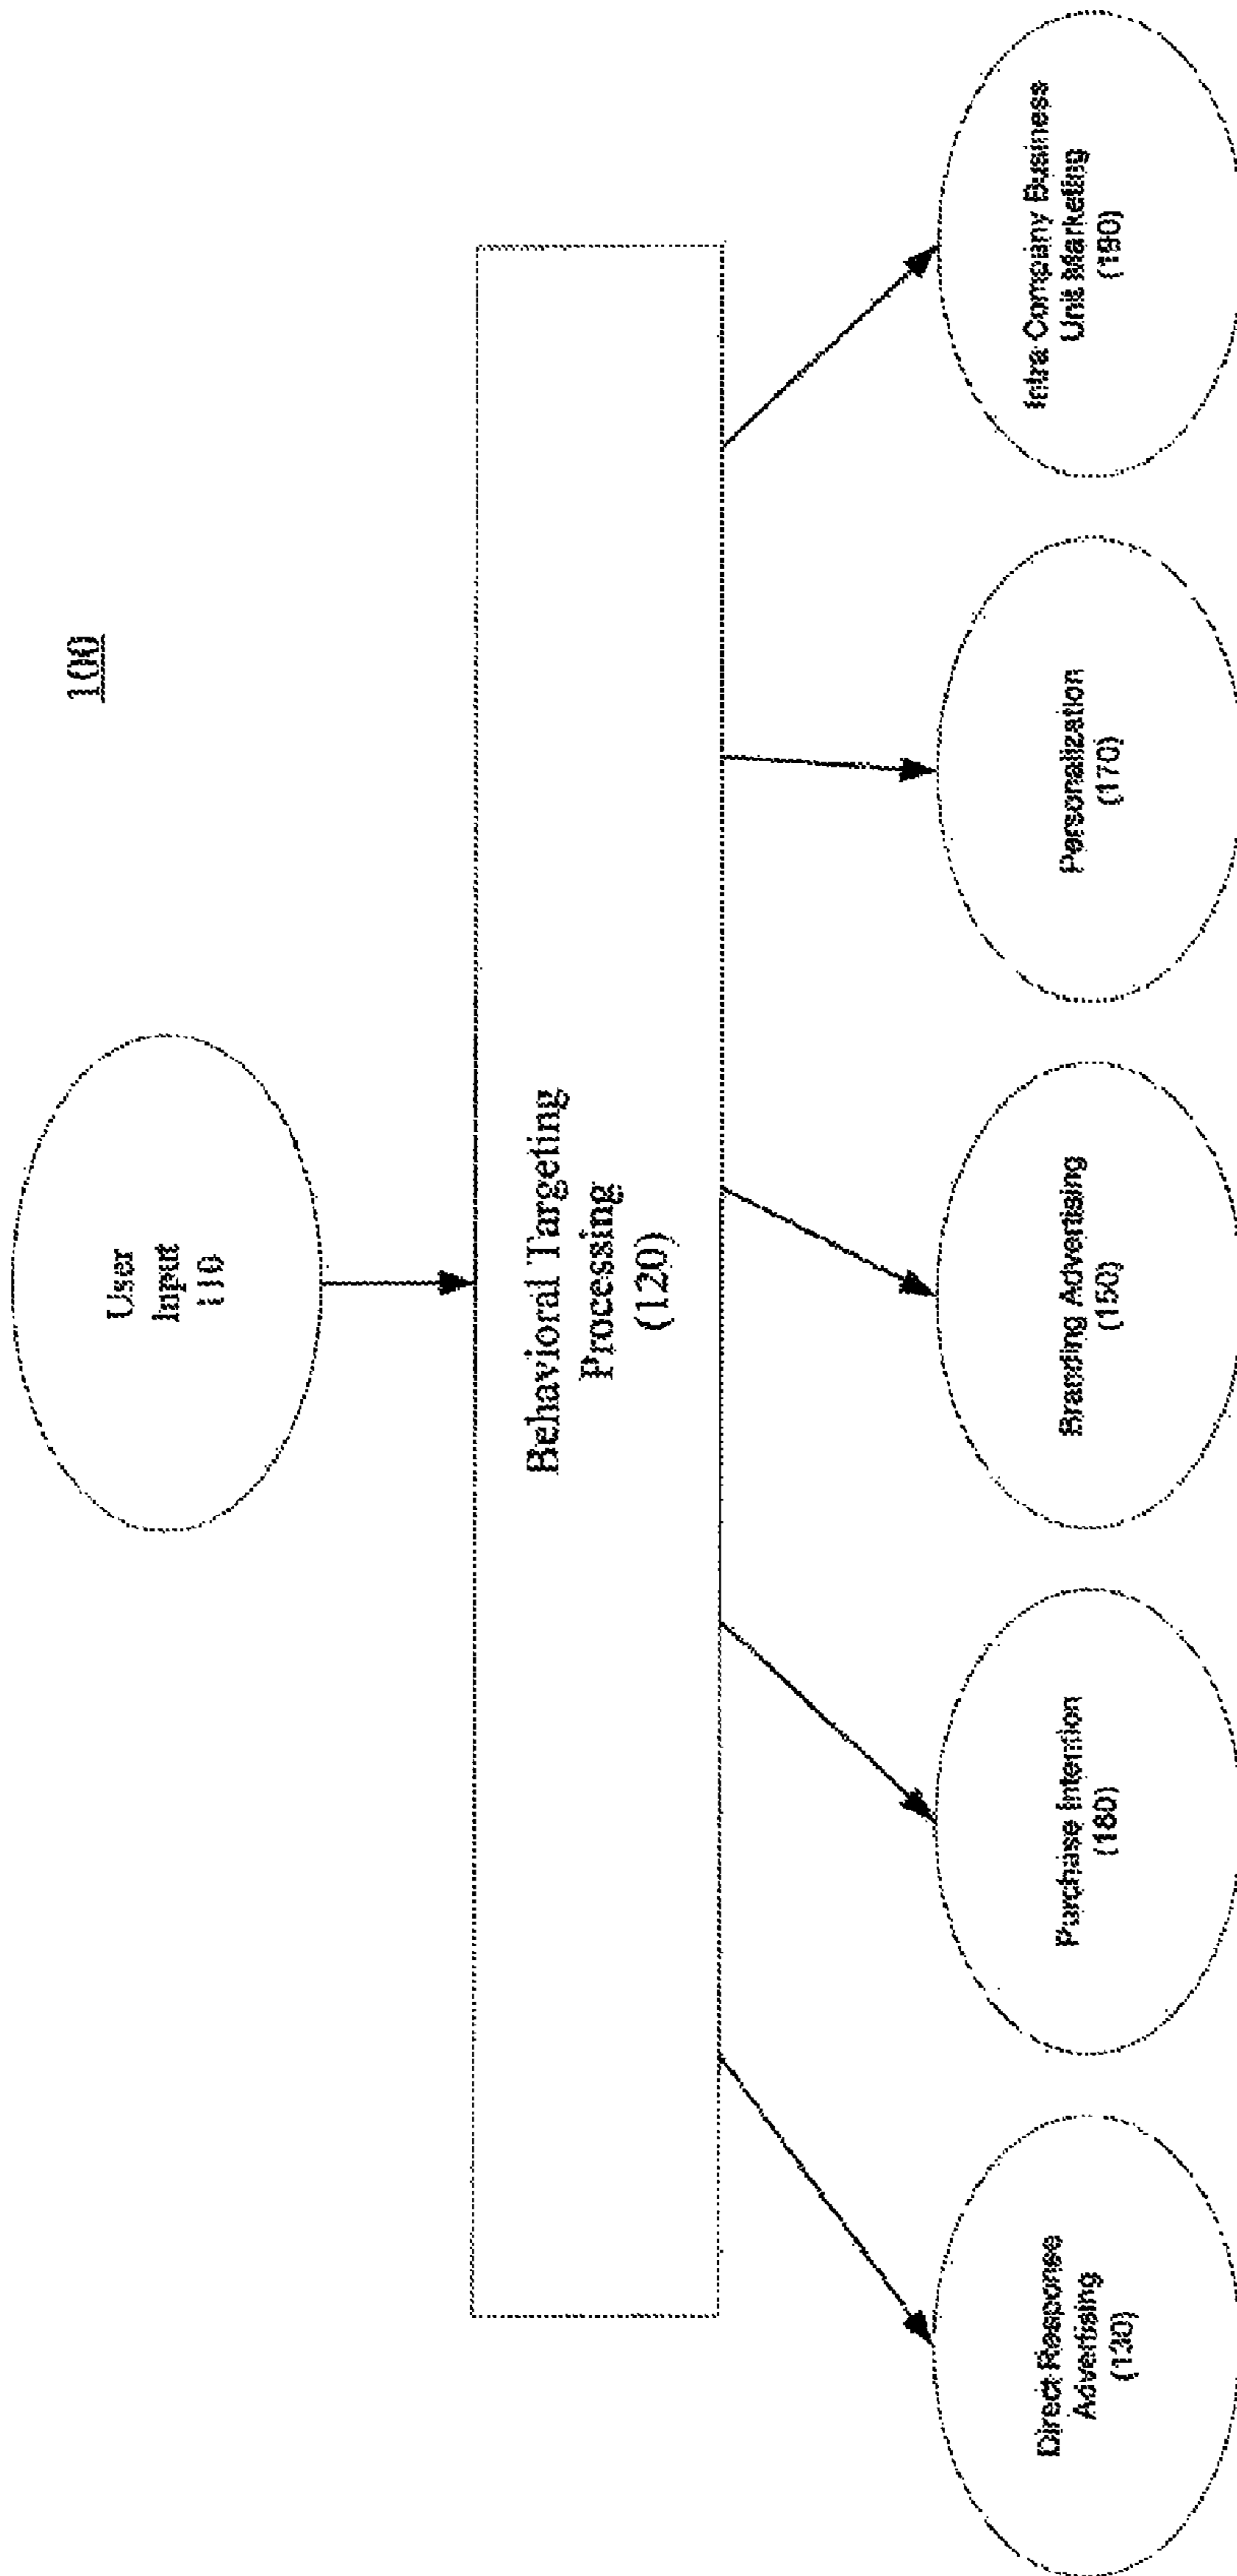 100
User
Input
110
Behavioral Targeting
Processing
(120)
Direct Response
Advertising
(130)
Purchase Intention
(180)
Branding Advertising
(150)
Personalization
(170)
Intra Company Business
Unit Marketing
(190)